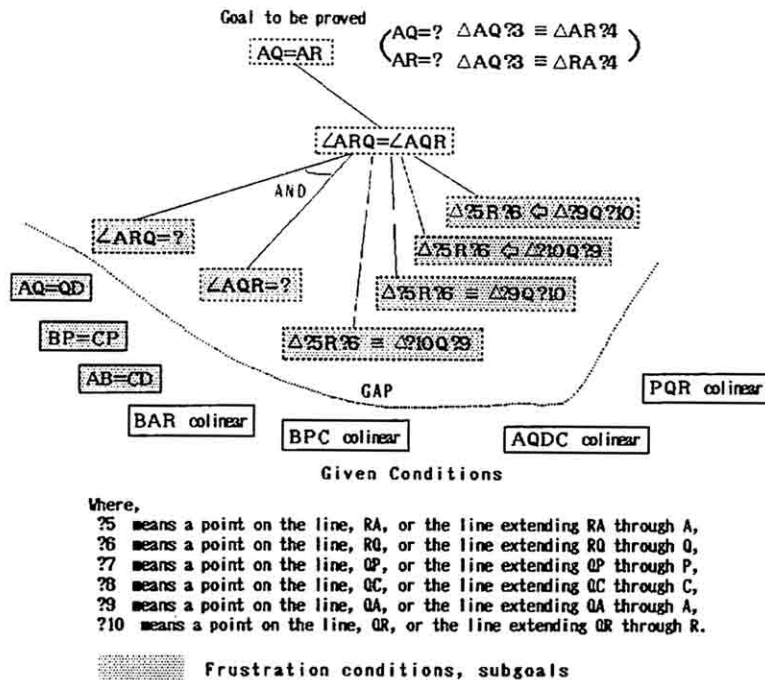 Goal to be proved
AQ=AR
AQ=? △AQ?3 ≡ △AR?4
AR=? △AQ?3 ≡ △RA?4
∠ARQ=∠AQR
AND
△?5R?6 ⇦ △?9Q?10
∠ARQ=?
△?5R?6 ⇦ △?10Q?9
∠AQR=?
AQ=QD
△?5R?6 ≡ △?9Q?10
BP=CP
△?5R?6 ≡ △?10Q?9
AB=CD
GAP
PQR colinear
BAR colinear
BPC colinear
AQDC colinear
Given Conditions
Where,
?5 means a point on the line, RA, or the line extending RA through A,
?6 means a point on the line, RQ, or the line extending RQ through Q,
?7 means a point on the line, QP, or the line extending QP through P,
?8 means a point on the line, QC, or the line extending QC through C,
?9 means a point on the line, QA, or the line extending QA through A,
?10 means a point on the line, QR, or the line extending QR through R.
Frustration conditions, subgoals